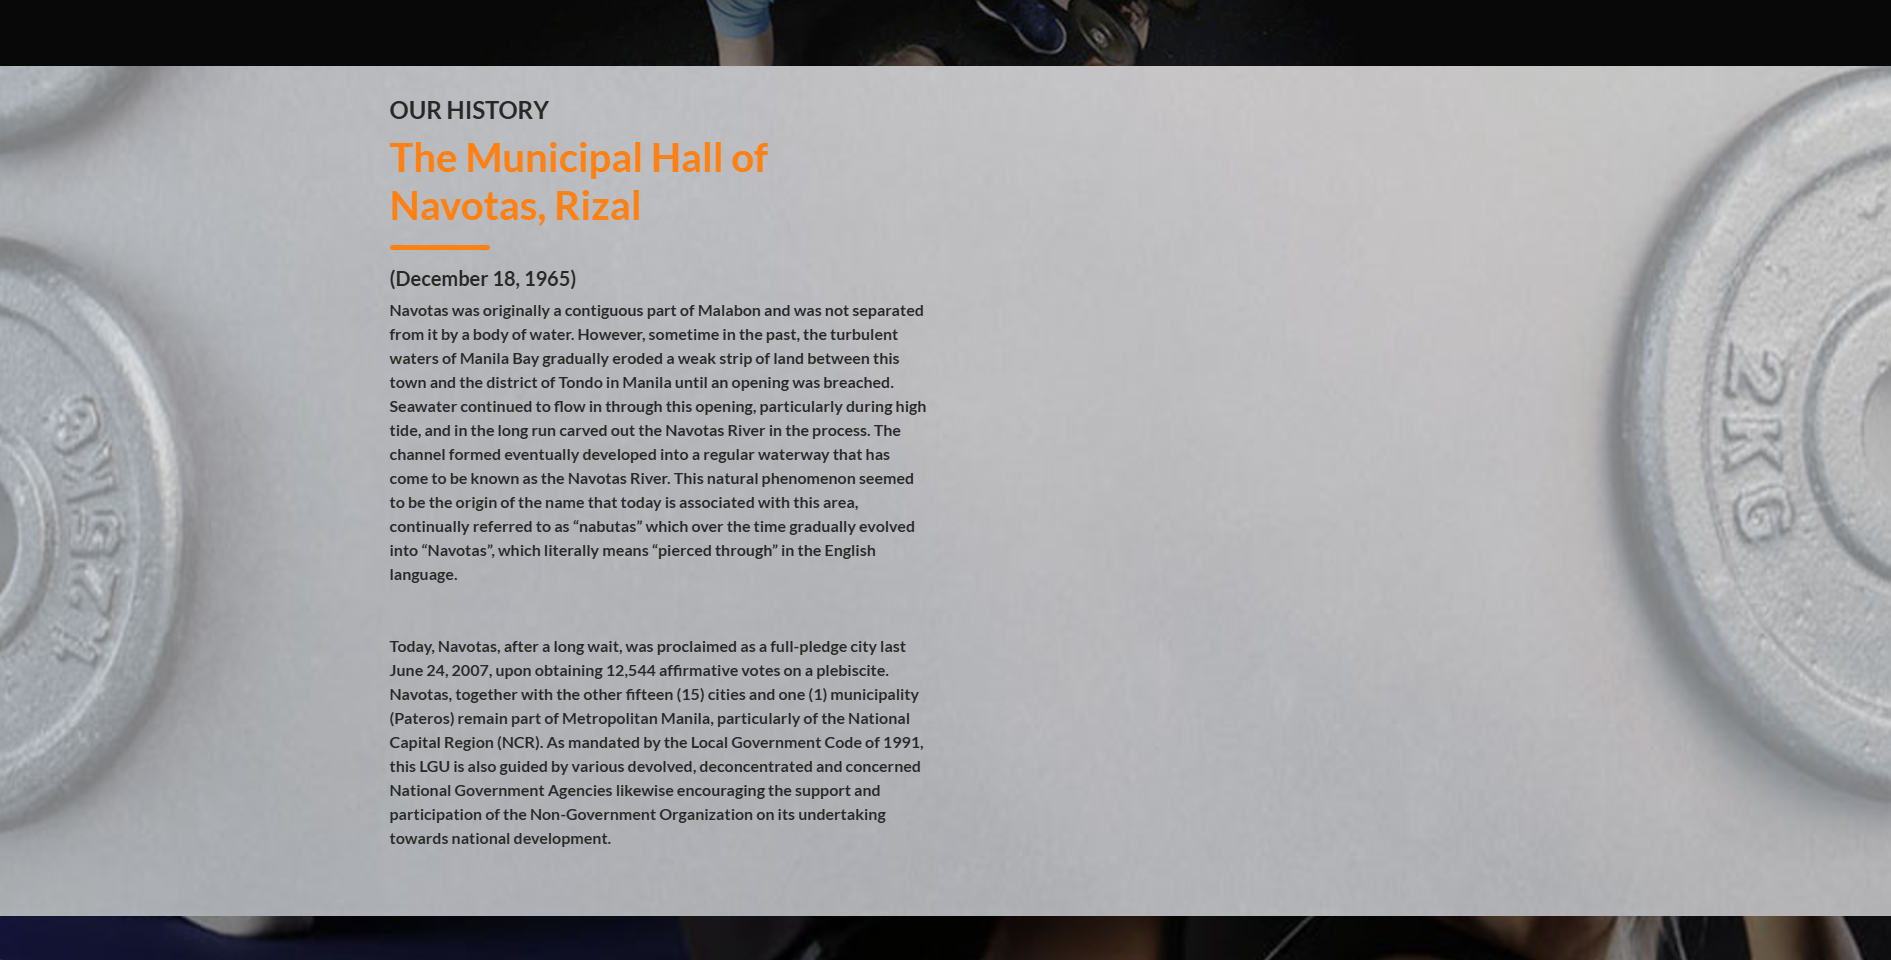 OUR HISTORY
The Municipal Hall of
Navotas, Rizal
(December 18, 1965)
Navotas was originally a contiguous part of Malabon and was not separated
from it by a body of water. However, sometime in the past, the turbulent
waters of Manila Bay gradually eroded a weak strip of land between this
town and the district of Tondo in Manila until an opening was breached.
Seawater continued to flow in through this opening, particularly during high
tide, and in the long run carved out the Navotas River in the process. The
channel formed eventually developed into a regular waterway that has
come to be known as the Navotas River. This natural phenomenon seemed
to be the origin of the name that today is associated with this area,
continually referred to as “nabutas” which over the time gradually evolved
into “Navotas”, which literally means “pierced through” in the English
language.
Today, Navotas, after a long wait, was proclaimed as a full-pledge city last
June 24, 2007, upon obtaining 12,544 affirmative votes on a plebiscite.
Navotas, together with the other fifteen (15) cities and one (1) municipality
(Pateros) remain part of Metropolitan Manila, particularly of the National
Capital Region (NCR). As mandated by the Local Government Code of 1991,
this LGU is also guided by various devolved, deconcentrated and concerned
National Government Agencies likewise encouraging the support and
participation of the Non-Government Organization on its undertaking
towards national development.
1.25KG
2KG